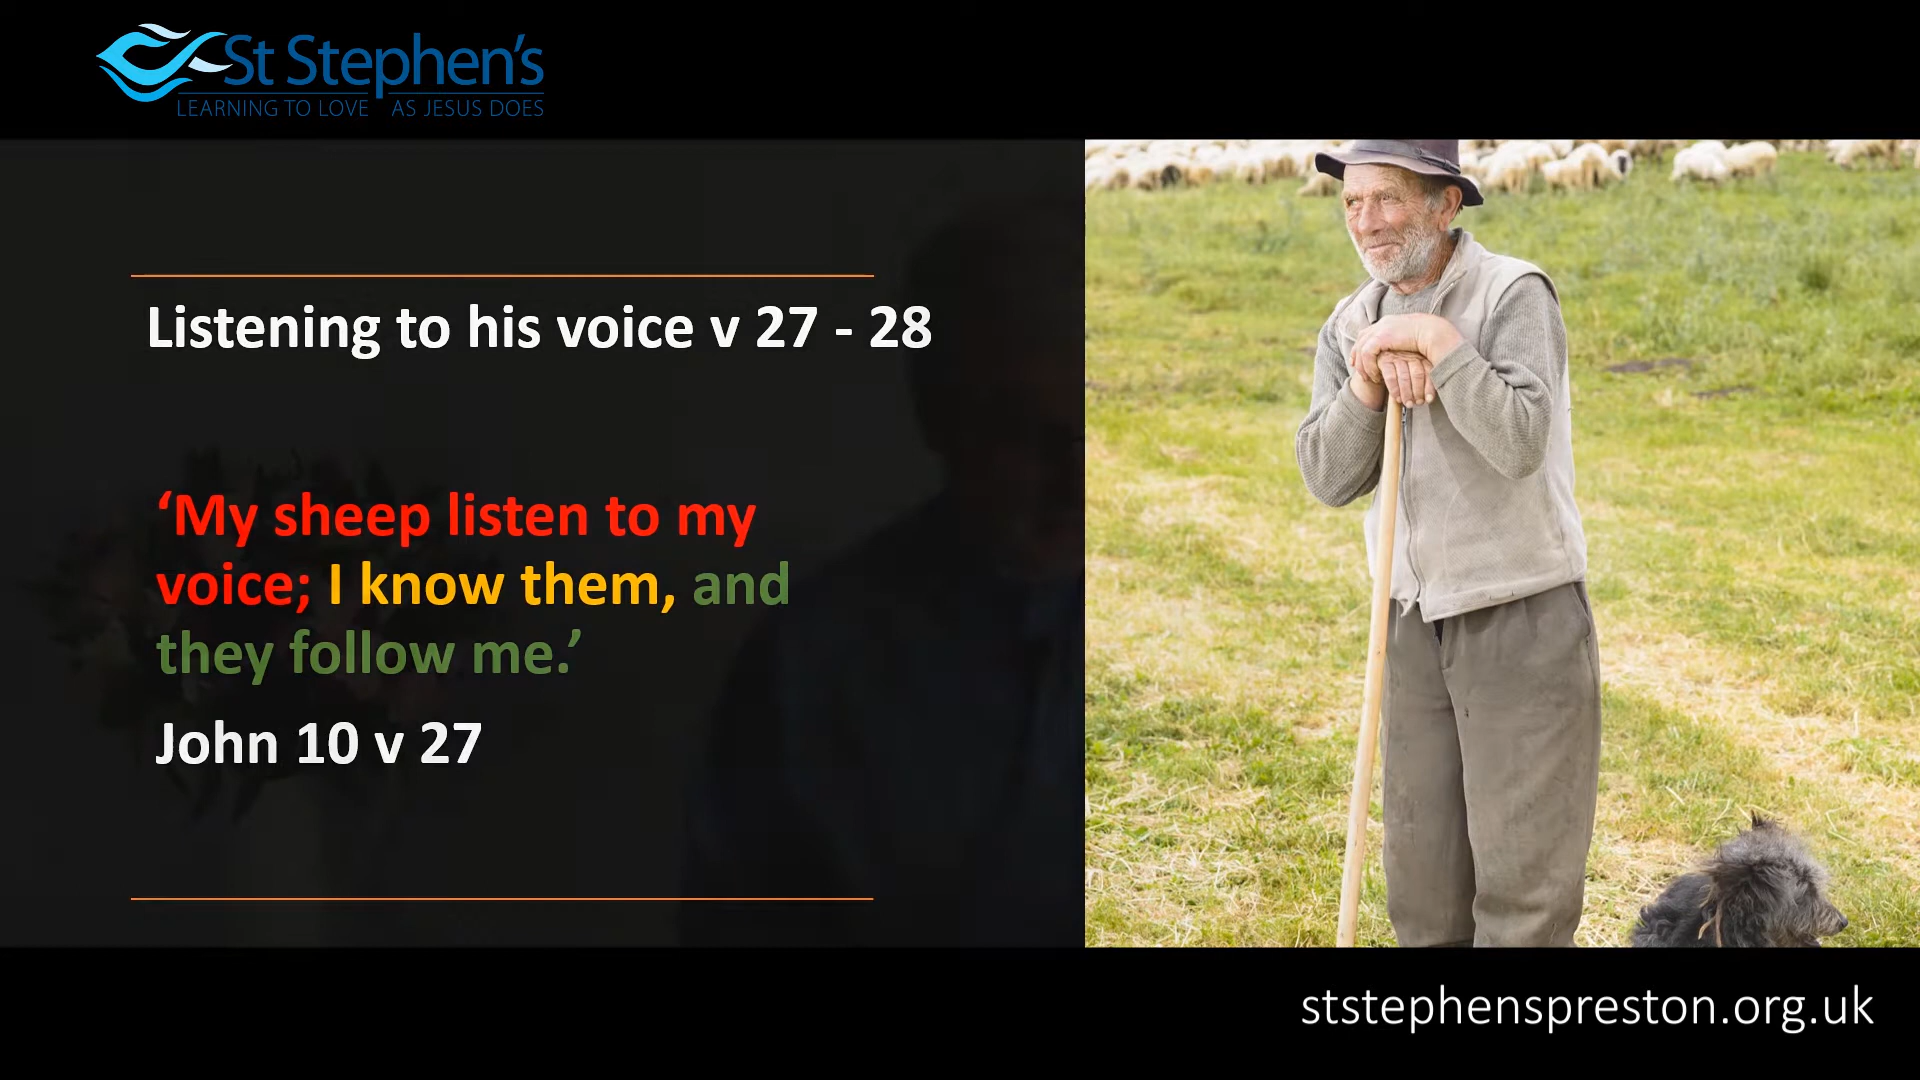 St Stephen's
LEARNING TO LOVE AS JESUS DOES
Listening to his voice v 27 - 28
‘My sheep listen to my
voice; I know them, and
they follow me.’
John 10 v 27
ststephenspreston.org.uk